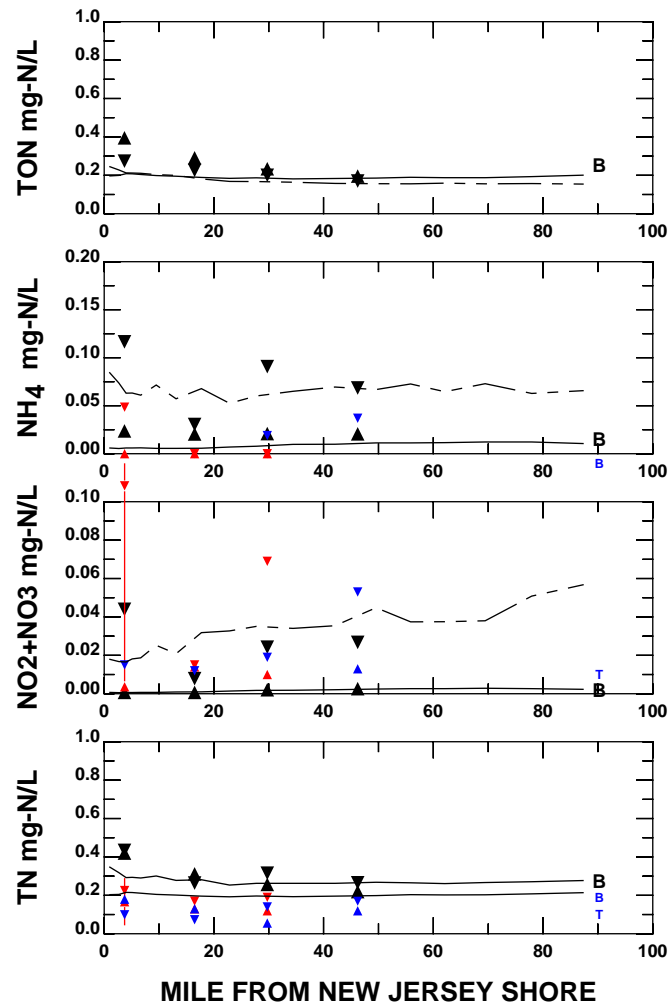 TON mg-N/L
1.0
0.8
0.6
0.4
0.2
0.0
B
0 20 40 60 80 100
NH4 mg-N/L
0.20
0.15
0.10
0.05
0.00
B
B
0 20 40 60 80 100
NO2+NO3 mg-N/L
0.10
0.08
0.06
0.04
0.02
0.00
T
B
0 20 40 60 80 100
TN mg-N/L
1.0
0.8
0.6
0.4
0.2
0.0
B
B
T
0 20 40 60 80 100
MILE FROM NEW JERSEY SHORE